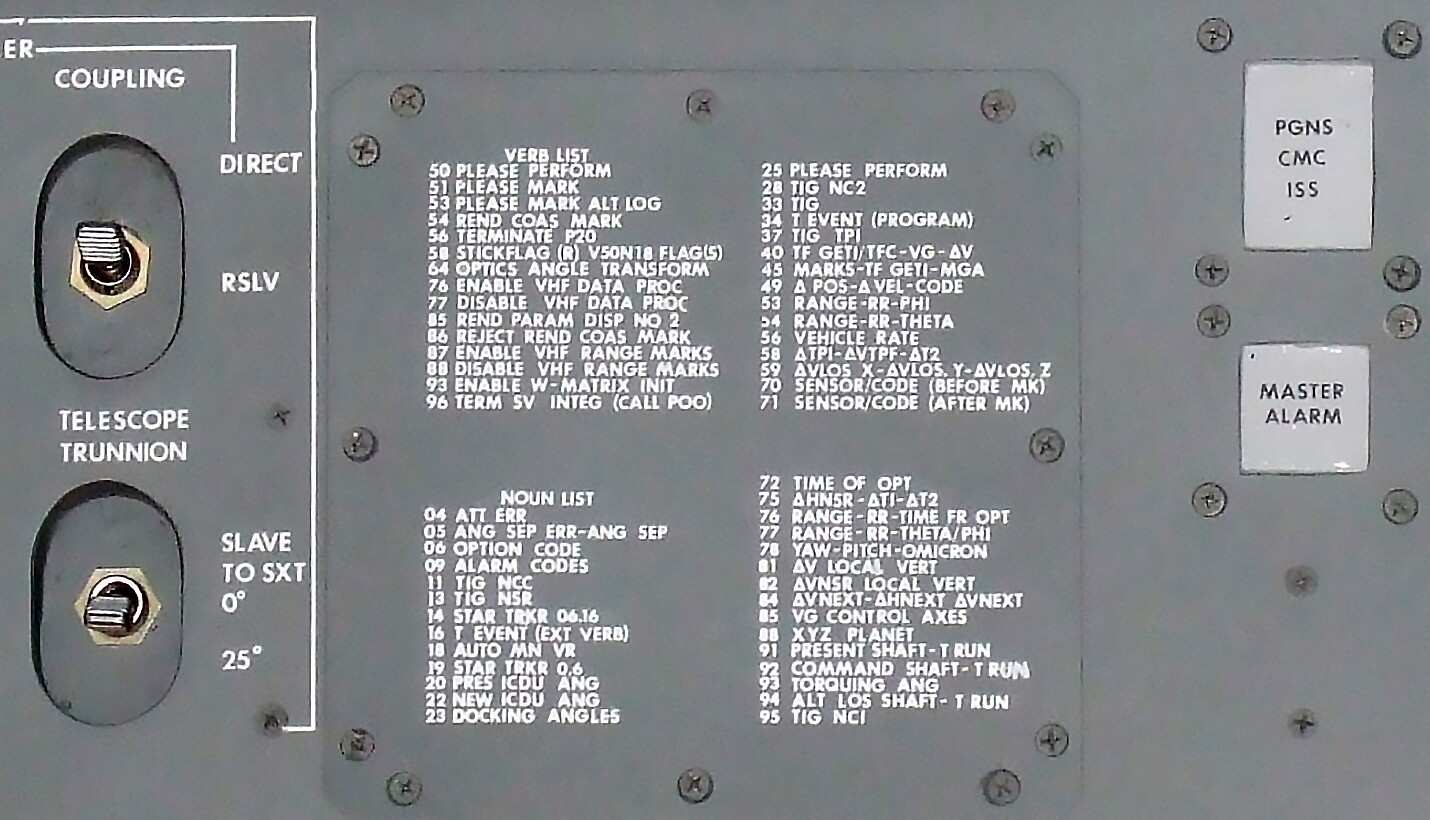 ER
COUPLING
DIRECT
RSLV
TELESCOPE
TRUNNION
SLAVE
TO SXT
0°
25°
VERB LIST
50 PLEASE PERFORM
51 PLEASE MARK
53 PLEASE MARK ALT LOG
54 REND COAS MARK
56 TERMINATE P20
58 STICKFLAG (R) V50N18 FLAG(S)
64 OPTICS ANGLE TRANSFORM
76 ENABLE VHF DATA PROC
77 DISABLE VHF DATA PROC
85 REND PARAM DISP NO 2
86 REJECT REND COAS MARK
87 ENABLE VHF RANGE MARKS
88 DISABLE VHF RANGE MARKS
93 ENABLE W-MATRIX INIT
96 TERM SV INTEG (CALL POO)
NOUN LIST
04 ATT ERR
05 ANG SEP ERR-ANG SEP
06 OPTION CODE
09 ALARM CODES
11 TIG NCC
13 TIG NSR
14 STAR TRKR 06.16
16 T EVENT (EXT VERB)
18 AUTO MN VR
19 STAR TRKR 0,6
20 PRES ICDU ANG
22 NEW ICDU ANG
23 DOCKING ANGLES
25 PLEASE PERFORM
28 TIG NC2
33 TIG
34 T EVENT (PROGRAM)
37 TIG TPI
40 TF GETI/TFC-VG-ΔV
45 MARKS-TF GETI-MGA
49 Δ POS-Δ VEL-CODE
53 RANGE-RR-PHI
54 RANGE-RR-THETA
56 VEHICLE RATE
58 ΔTPI-ΔVTPF-ΔT2
59 ΔVLOS X-ΔVLOS, Y-ΔVLOS, Z
70 SENSOR/CODE (BEFORE MK)
71 SENSOR/CODE (AFTER MK)
72 TIME OF OPT
75 ΔHNSR-ΔTI-ΔT2
76 RANGE-RR-TIME FR OPT
77 RANGE-RR-THETA/PHI
78 YAW-PITCH-OMICRON
81 ΔV LOCAL VERT
82 ΔVNSR LOCAL VERT
84 ΔVNEXT-ΔHNEXT ΔVNEXT
85 VG CONTROL AXES
88 XYZ PLANET
91 PRESENT SHAFT-T RUN
92 COMMAND SHAFT-T RUN
93 TORQUING ANG
94 ALT LOS SHAFT-T RUN
95 TIG NCI
PGNS
CMC
ISS
MASTER
ALARM